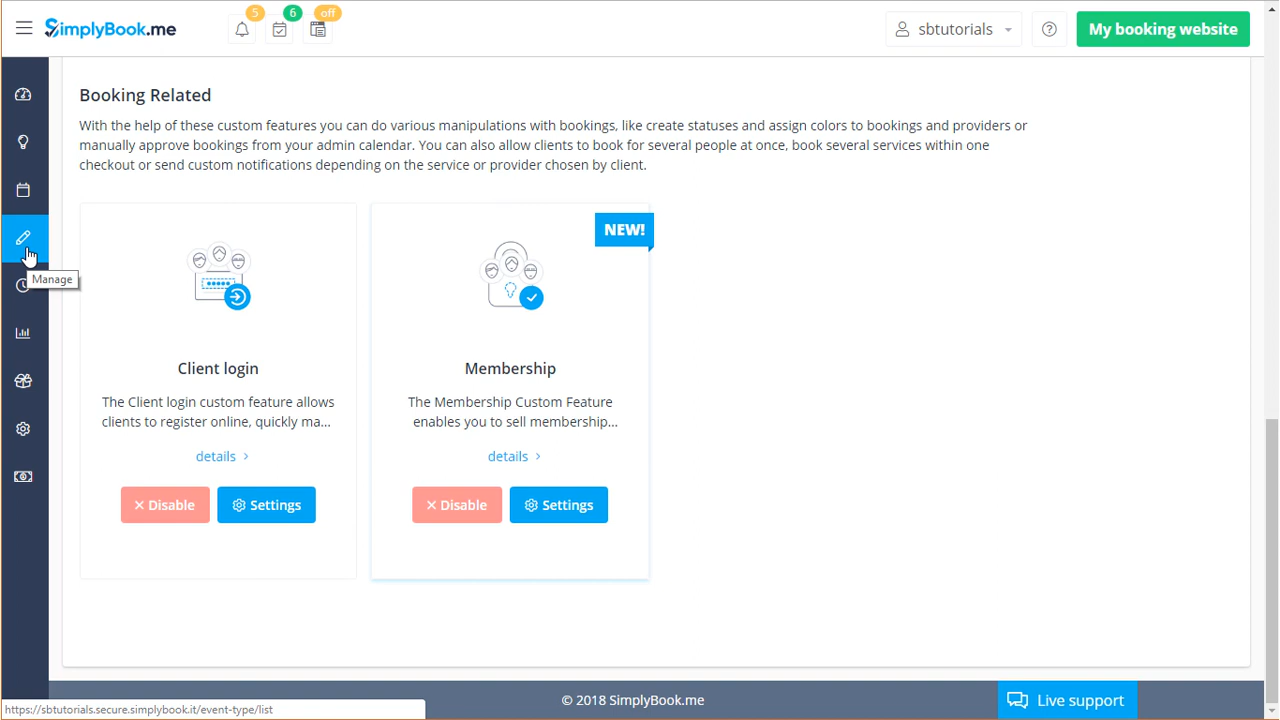 5
6
off
SimplyBook.me
sbtutorials
My booking website
Booking Related
With the help of these custom features you can do various manipulations with bookings, like create statuses and assign colors to bookings and providers or
manually approve bookings from your admin calendar. You can also allow clients to book for several people at once, book several services within one
checkout or send custom notifications depending on the service or provider chosen by client.
NEW!
Manage
Client login
The Client login custom feature allows
clients to register online, quickly ma...
details
Disable
Settings
Membership
The Membership Custom Feature
enables you to sell membership...
details
Disable
Settings
© 2018 SimplyBook.me
Live support
https://sbtutorials.secure.simplybook.it/event-type/list